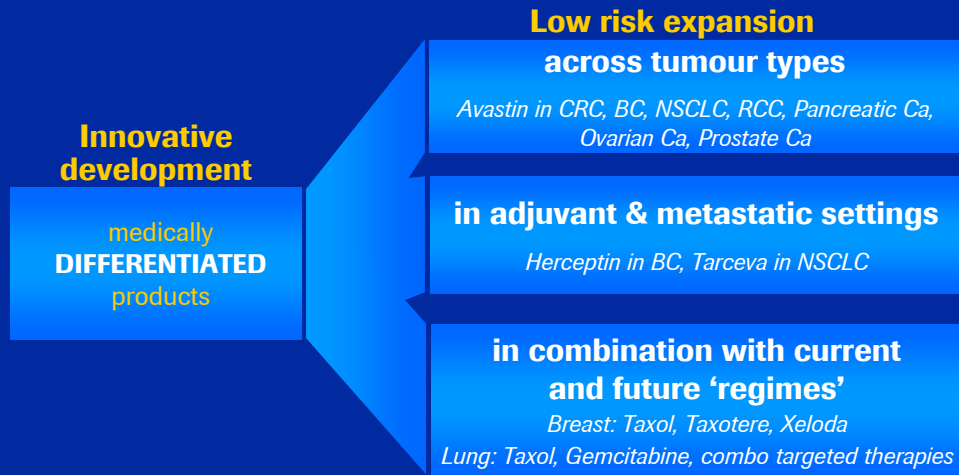 Innovative
development
medically
DIFFERENTIATED
products
Low risk expansion
across tumour types
Avastin in CRC, BC, NSCLC, RCC, Pancreatic Ca,
Ovarian Ca, Prostate Ca
in adjuvant & metastatic settings
Herceptin in BC, Tarceva in NSCLC
in combination with current
and future ‘regimes’
Breast: Taxol, Taxotere, Xeloda
Lung: Taxol, Gemcitabine, combo targeted therapies